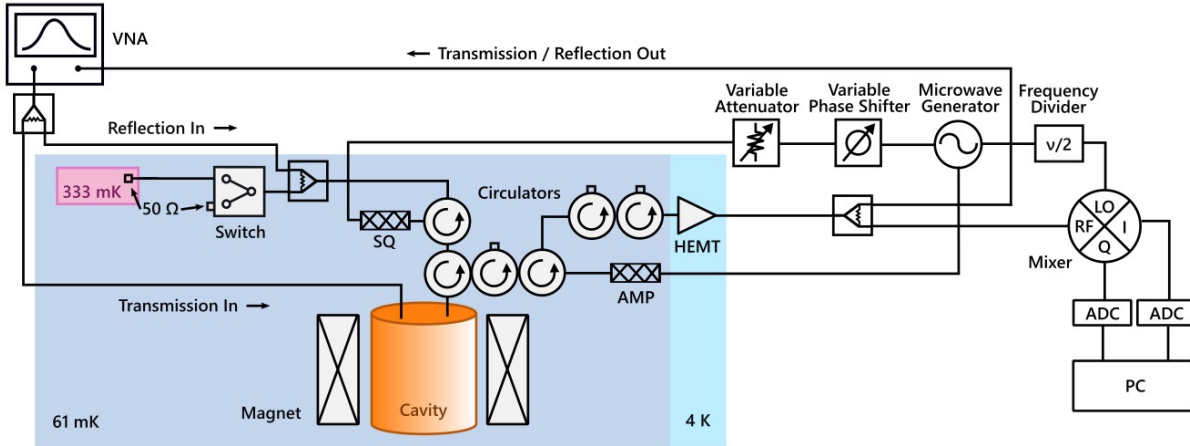 VNA
Transmission / Reflection Out
Variable
Attenuator
Variable
Phase Shifter
Microwave
Generator
Frequency
Divider
ν/2
Reflection In
333 mK
50 Ω
Switch
SQ
Circulators
HEMT
AMP
LO
RF
I
Q
Mixer
Transmission In
ADC
ADC
PC
Magnet
Cavity
61 mK
4 K